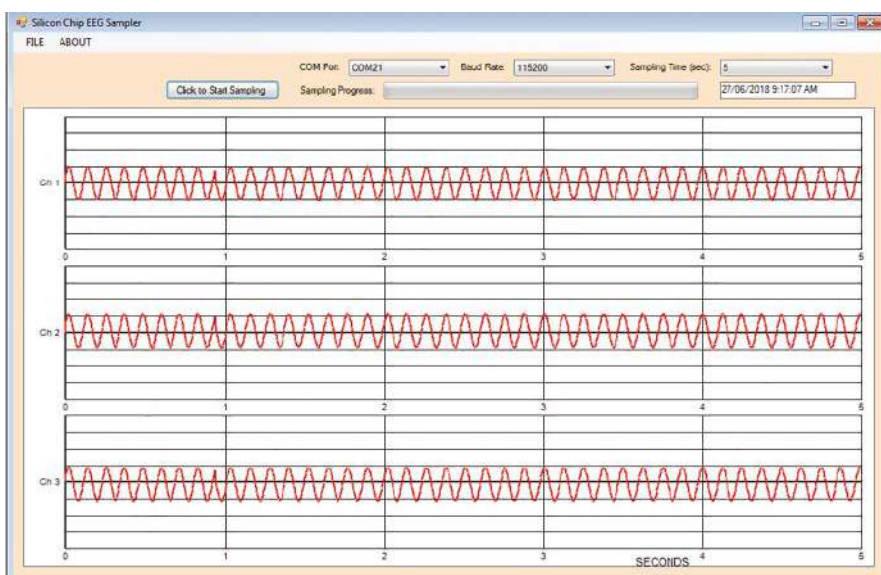 Silicon Chip EEG Sampler
FILE ABOUT
COM Port: COM21 Baud Rate: 115200 Sampling Time (sec): 5
Click to Start Sampling Sampling Progress: 27/06/2018 9:17:07 AM
Ch 1
0 1 2 3 4 5
Ch 2
0 1 2 3 4 5
Ch 3
0 1 2 3 4 5
SECONDS